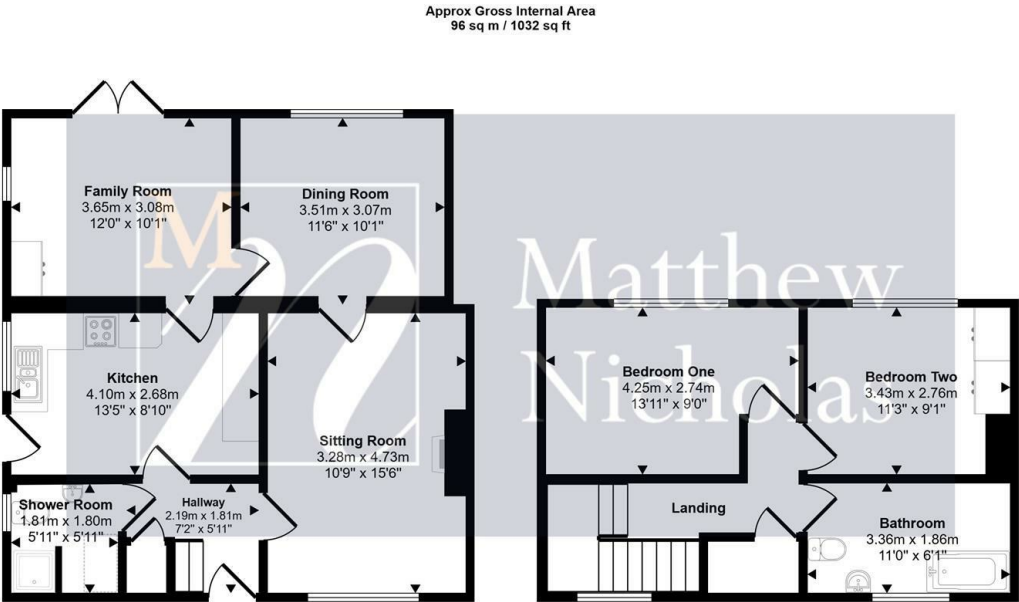 Approx Gross Internal Area
96 sq m / 1032 sq ft
Family Room
3.65m x 3.08m
12'0" x 10'1"
Dining Room
3.51m x 3.07m
11'6" x 10'1"
Kitchen
4.10m x 2.68m
13'5" x 8'10"
Sitting Room
3.28m x 4.73m
10'9" x 15'6"
Shower Room
1.81m x 1.80m
5'11" x 5'11"
Hallway
2.19m x 1.81m
7'2" x 5'11"
Bedroom One
4.25m x 2.74m
13'11" x 9'0"
Bedroom Two
3.43m x 2.76m
11'3" x 9'1"
Landing
Bathroom
3.36m x 1.86m
11'0" x 6'1"
M
n
Matthew
Nicholas